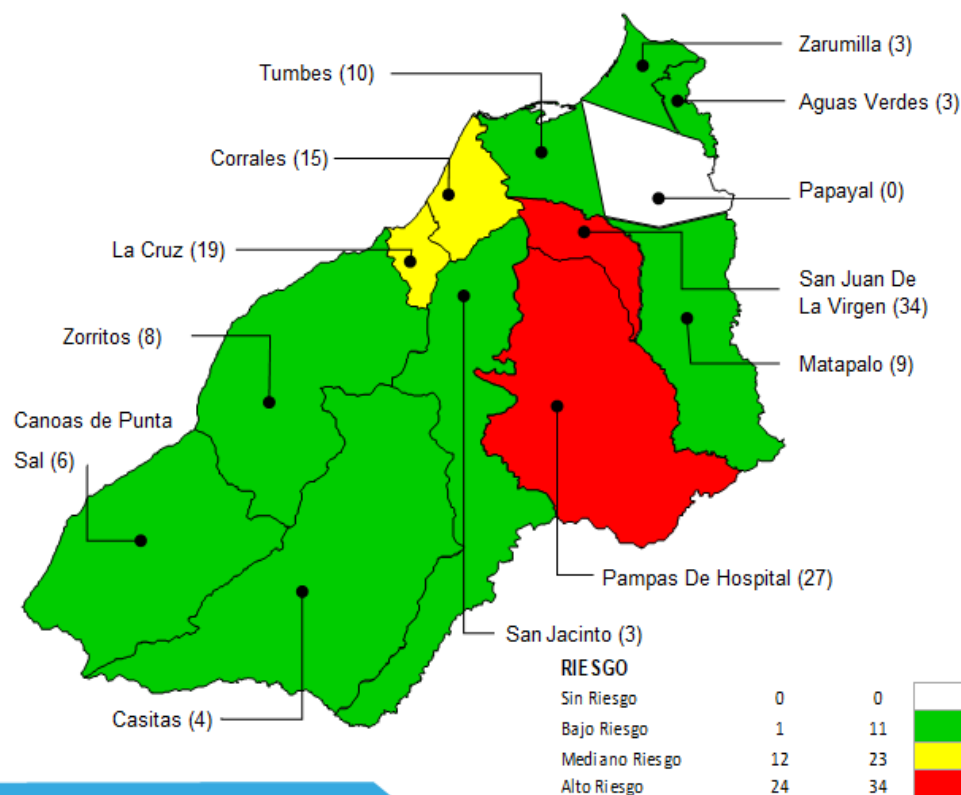 Zarumilla (3)
Tumbes (10)
Aguas Verdes (3)
Corrales (15)
Papayal (0)
La Cruz (19)
San Juan De
La Virgen (34)
Zorritos (8)
Matapalo (9)
Canoas de Punta
Sal (6)
Pampas De Hospital (27)
San Jacinto (3)
Casitas (4)
RIESGO
Sin Riesgo 0 0
Bajo Riesgo 1 11
Mediano Riesgo 12 23
Alto Riesgo 24 34